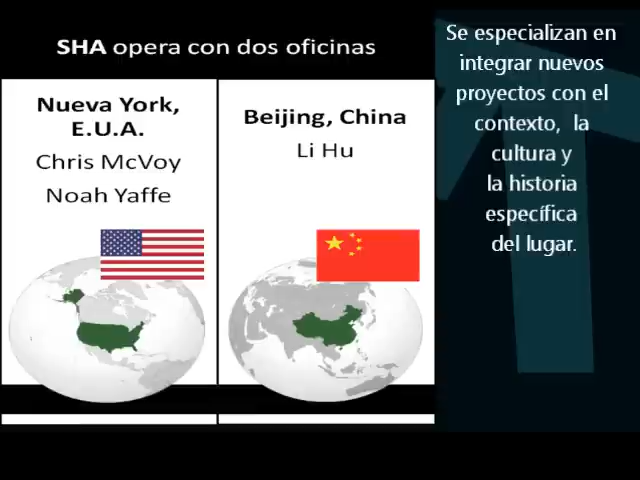 SHA opera con dos oficinas
Nueva York,
E.U.A.
Chris McVoy
Noah Yaffe
Beijing, China
Li Hu
Se especializan en
integrar nuevos
proyectos con el
contexto, la
cultura y
la historia
específica
del lugar.